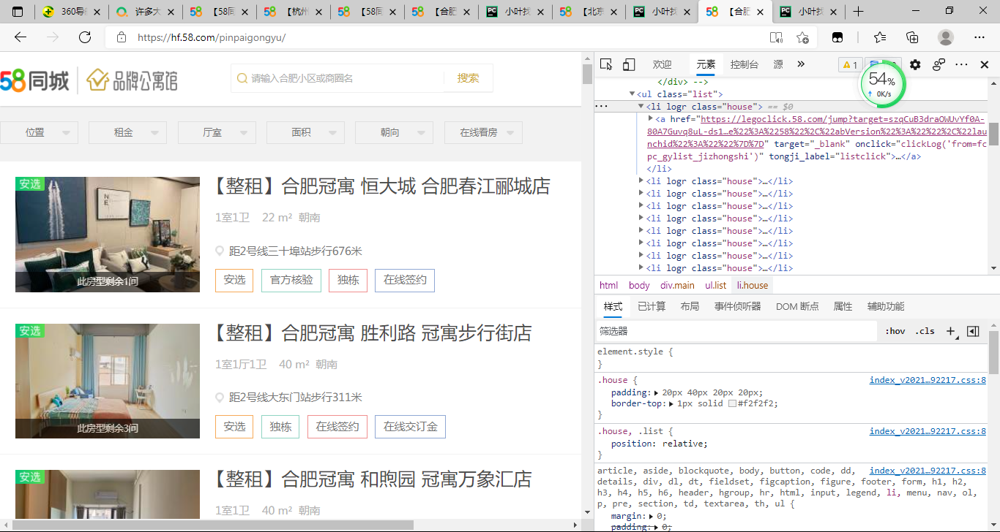 360导航
许多大
【58同
【杭州
【58同
【合肥
小叶找
【北京
小叶找
【合肥
小叶找
https://hf.58.com/pinpaigongyu/
58同城 品牌公寓馆
请输入合肥小区或商圈名 搜索
位置 租金 厅室 面积 朝向 在线看房
安选
【整租】合肥冠寓 恒大城 合肥春江郦城店
1室1卫 22 m² 朝南
距2号线三十埠站步行676米
安选 官方核验 独栋 在线签约
此房型剩余1间
安选
【整租】合肥冠寓 胜利路 冠寓步行街店
1室1厅1卫 40 m² 朝南
距2号线大东门站步行311米
安选 独栋 在线签约 在线交订金
此房型剩余3间
安选
【整租】合肥冠寓 和煦园 冠寓万象汇店
1室1卫 40 m² 朝南
欢迎 元素 控制台 源 » 1
54%
↑ 0K/s
</div> -->
<ul class="list">
··· <li logr class="house"> == $0
<a href="https://legoclick.58.com/jump?target=szqCuB3draOWUvYf0A-
80A7Guvq8uL-ds1…e%22%3A%2258%22%2C%22abVersion%22%3A%22%22%2C%22lau
nchid%22%3A%22%22%7D%7D" target="_blank" onclick="clickLog('from=fc
pc_gylist_jizhongshi')" tongji_label="listclick">…</a>
</li>
<li logr class="house">…</li>
<li logr class="house">…</li>
<li logr class="house">…</li>
<li logr class="house">…</li>
<li logr class="house">…</li>
<li logr class="house">…</li>
<li logr class="house">…</li>
<li logr class="house">…</li>
html body div.main ul.list li.house
样式 已计算 布局 事件侦听器 DOM 断点 属性 辅助功能
筛选器 :hov .cls +
element.style {
}
.house { index_v2021…92217.css:8
padding: 20px 40px 20px 20px;
border-top: 1px solid #f2f2f2;
}
.house, .list { index_v2021…92217.css:8
position: relative;
}
article, aside, blockquote, body, button, code, dd, index_v2021…92217.css:8
details, div, dl, dt, fieldset, figcaption, figure, footer, form, h1, h2,
h3, h4, h5, h6, header, hgroup, hr, html, input, legend, li, menu, nav, ol,
p, pre, section, td, textarea, th, ul {
margin: 0;
padding: 0;